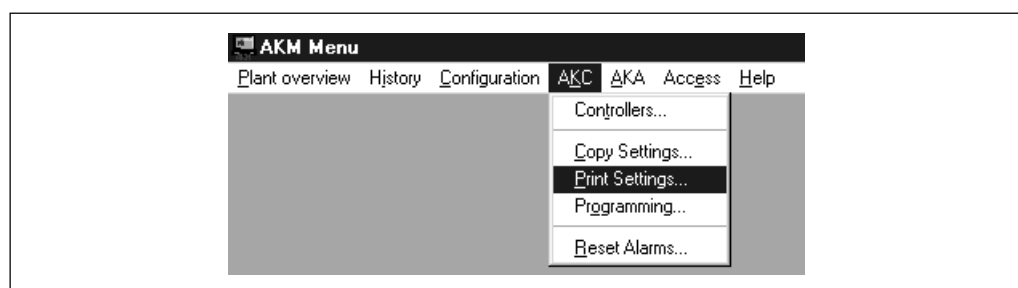 AKM Menu
Plant overview History Configuration AKC AKA Access Help
Controllers...
Copy Settings...
Print Settings...
Programming...
Reset Alarms...